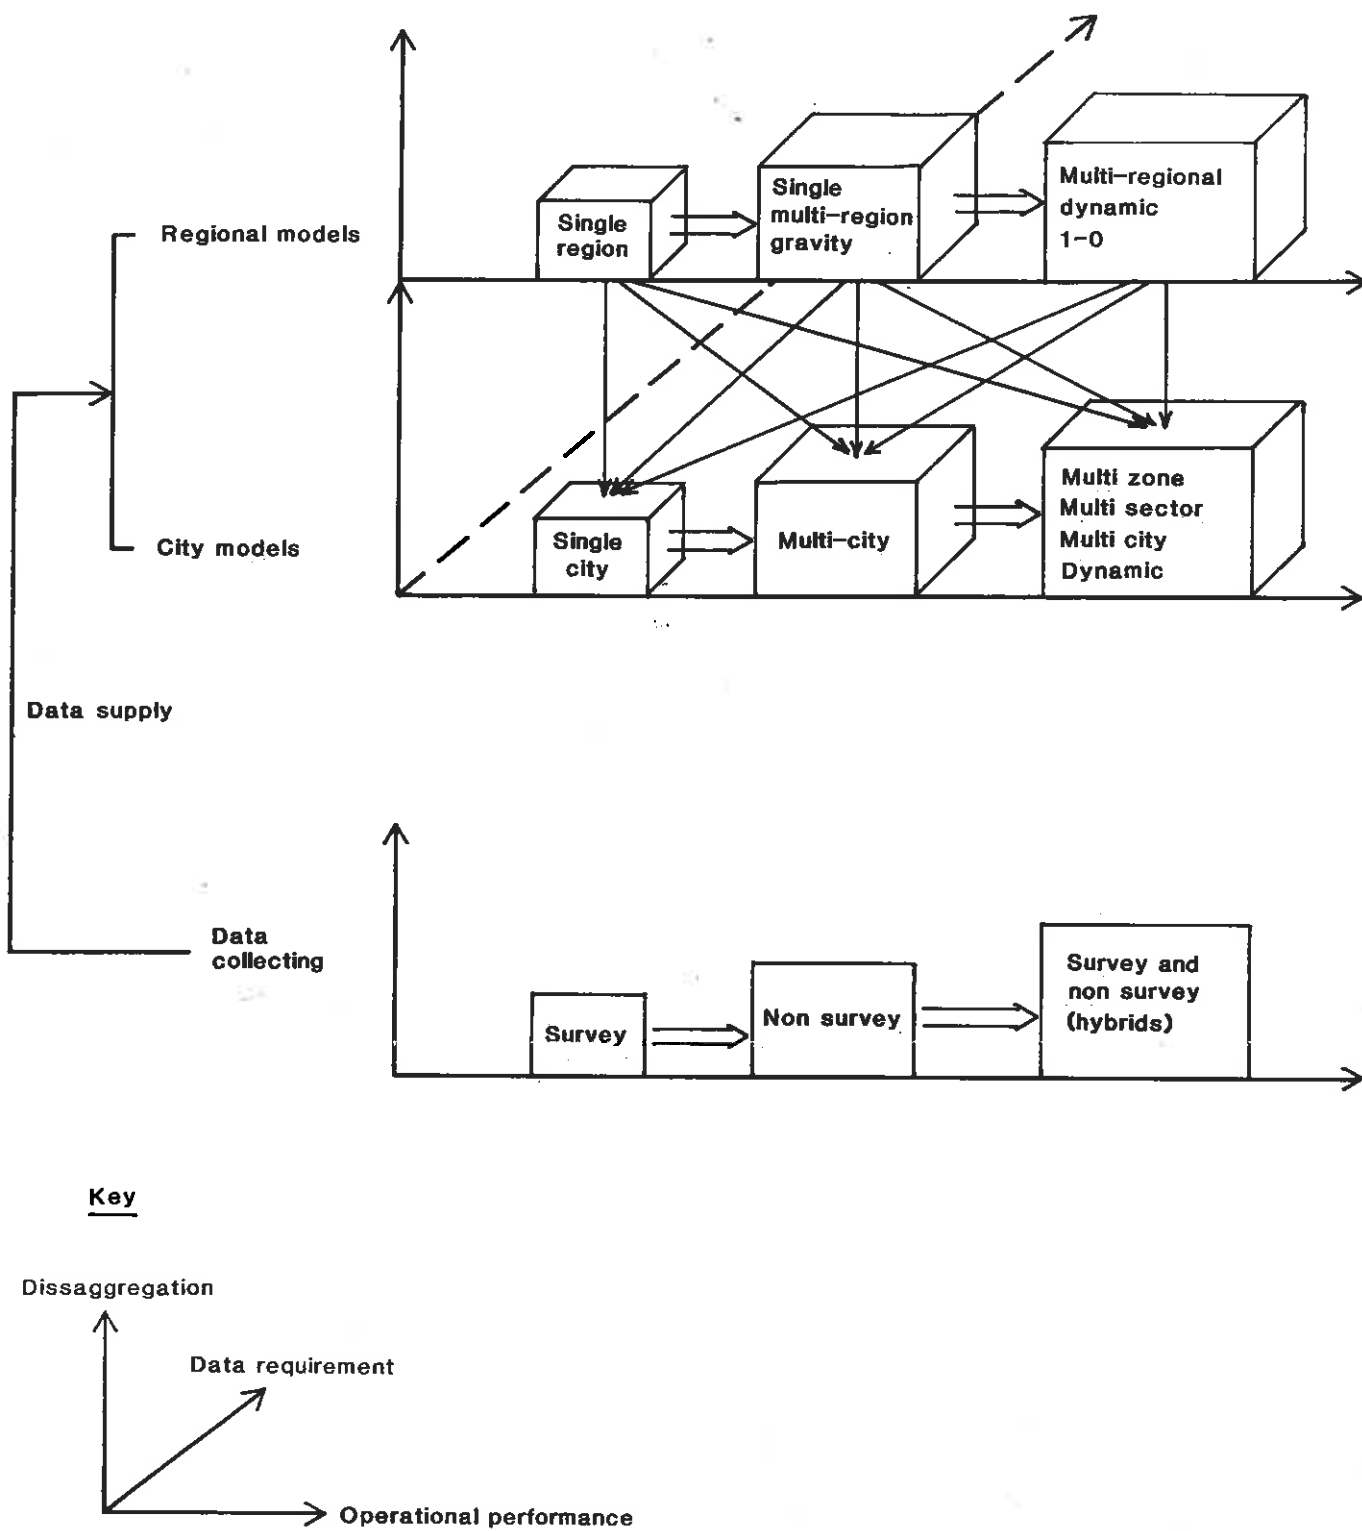 Regional models
Single
region
Single
multi-region
gravity
Multi-regional
dynamic
1-0
City models
Single
city
Multi-city
Multi zone
Multi sector
Multi city
Dynamic
Data supply
Data
collecting
Survey
Non survey
Survey and
non survey
(hybrids)
Key
Dissaggregation
Data requirement
Operational performance